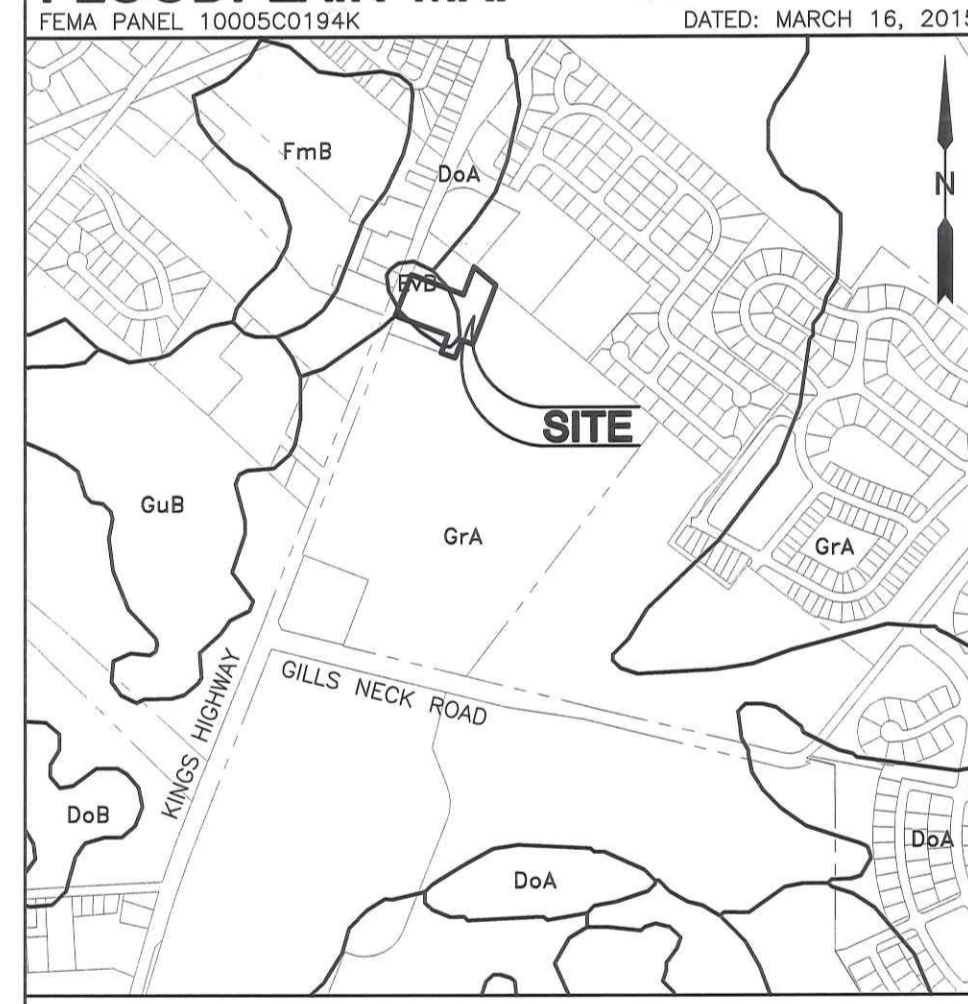 FEMA PANEL 10005C0194K DATED: MARCH 16, 2015
FmB
DoA
N
EvB
SITE
GuB
GrA
GrA
GILLS NECK ROAD
KINGS HIGHWAY
DoB
DoA
DoA